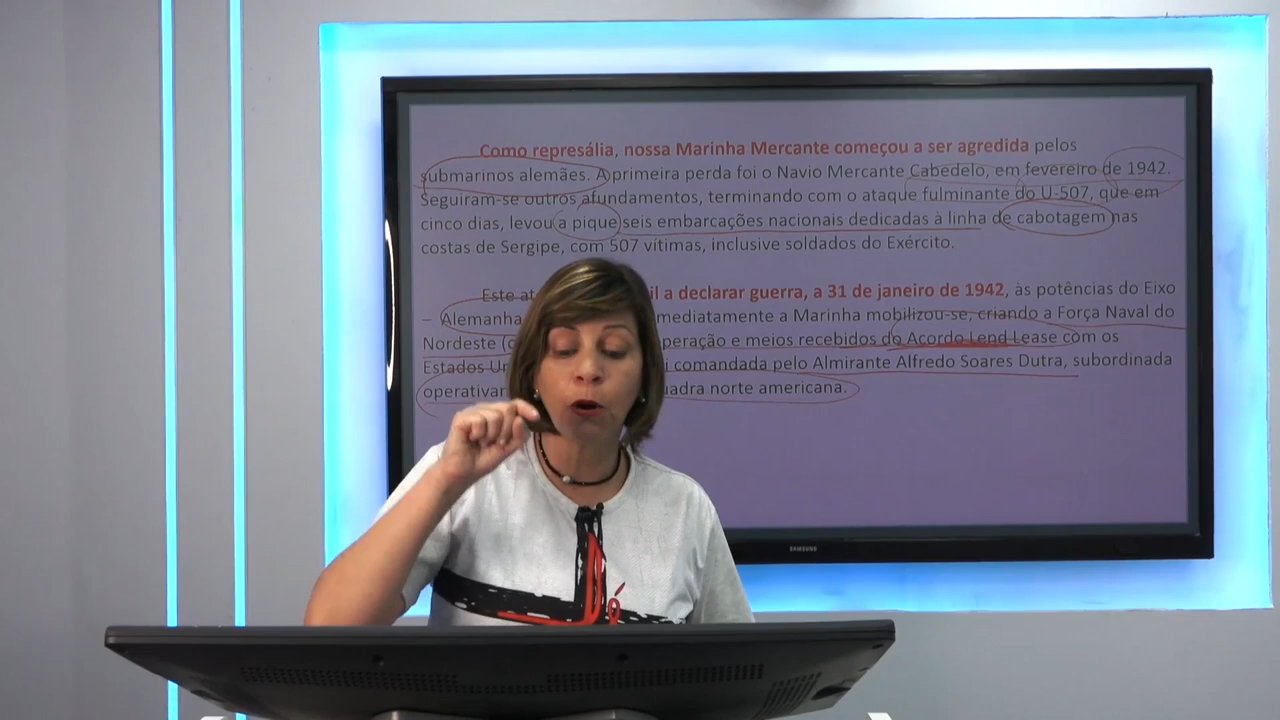 Como represália, nossa Marinha Mercante começou a ser agredida pelos
submarinos alemães. A primeira perda foi o Navio Mercante Cabedelo, em fevereiro de 1942.
Seguiram-se outros afundamentos, terminando com o ataque fulminante do U-507, que em
cinco dias, levou a pique seis embarcações nacionais dedicadas à linha de cabotagem nas
costas de Sergipe, com 507 vítimas, inclusive soldados do Exército.
Este at il a declarar guerra, a 31 de janeiro de 1942, às potências do Eixo
– Alemanha mediatamente a Marinha mobilizou-se, criando a Força Naval do
Nordeste (c peração e meios recebidos do Acordo Lend Lease com os
Estados Un i comandada pelo Almirante Alfredo Soares Dutra, subordinada
operativar uadra norte americana.
SAMSUNG
Fé